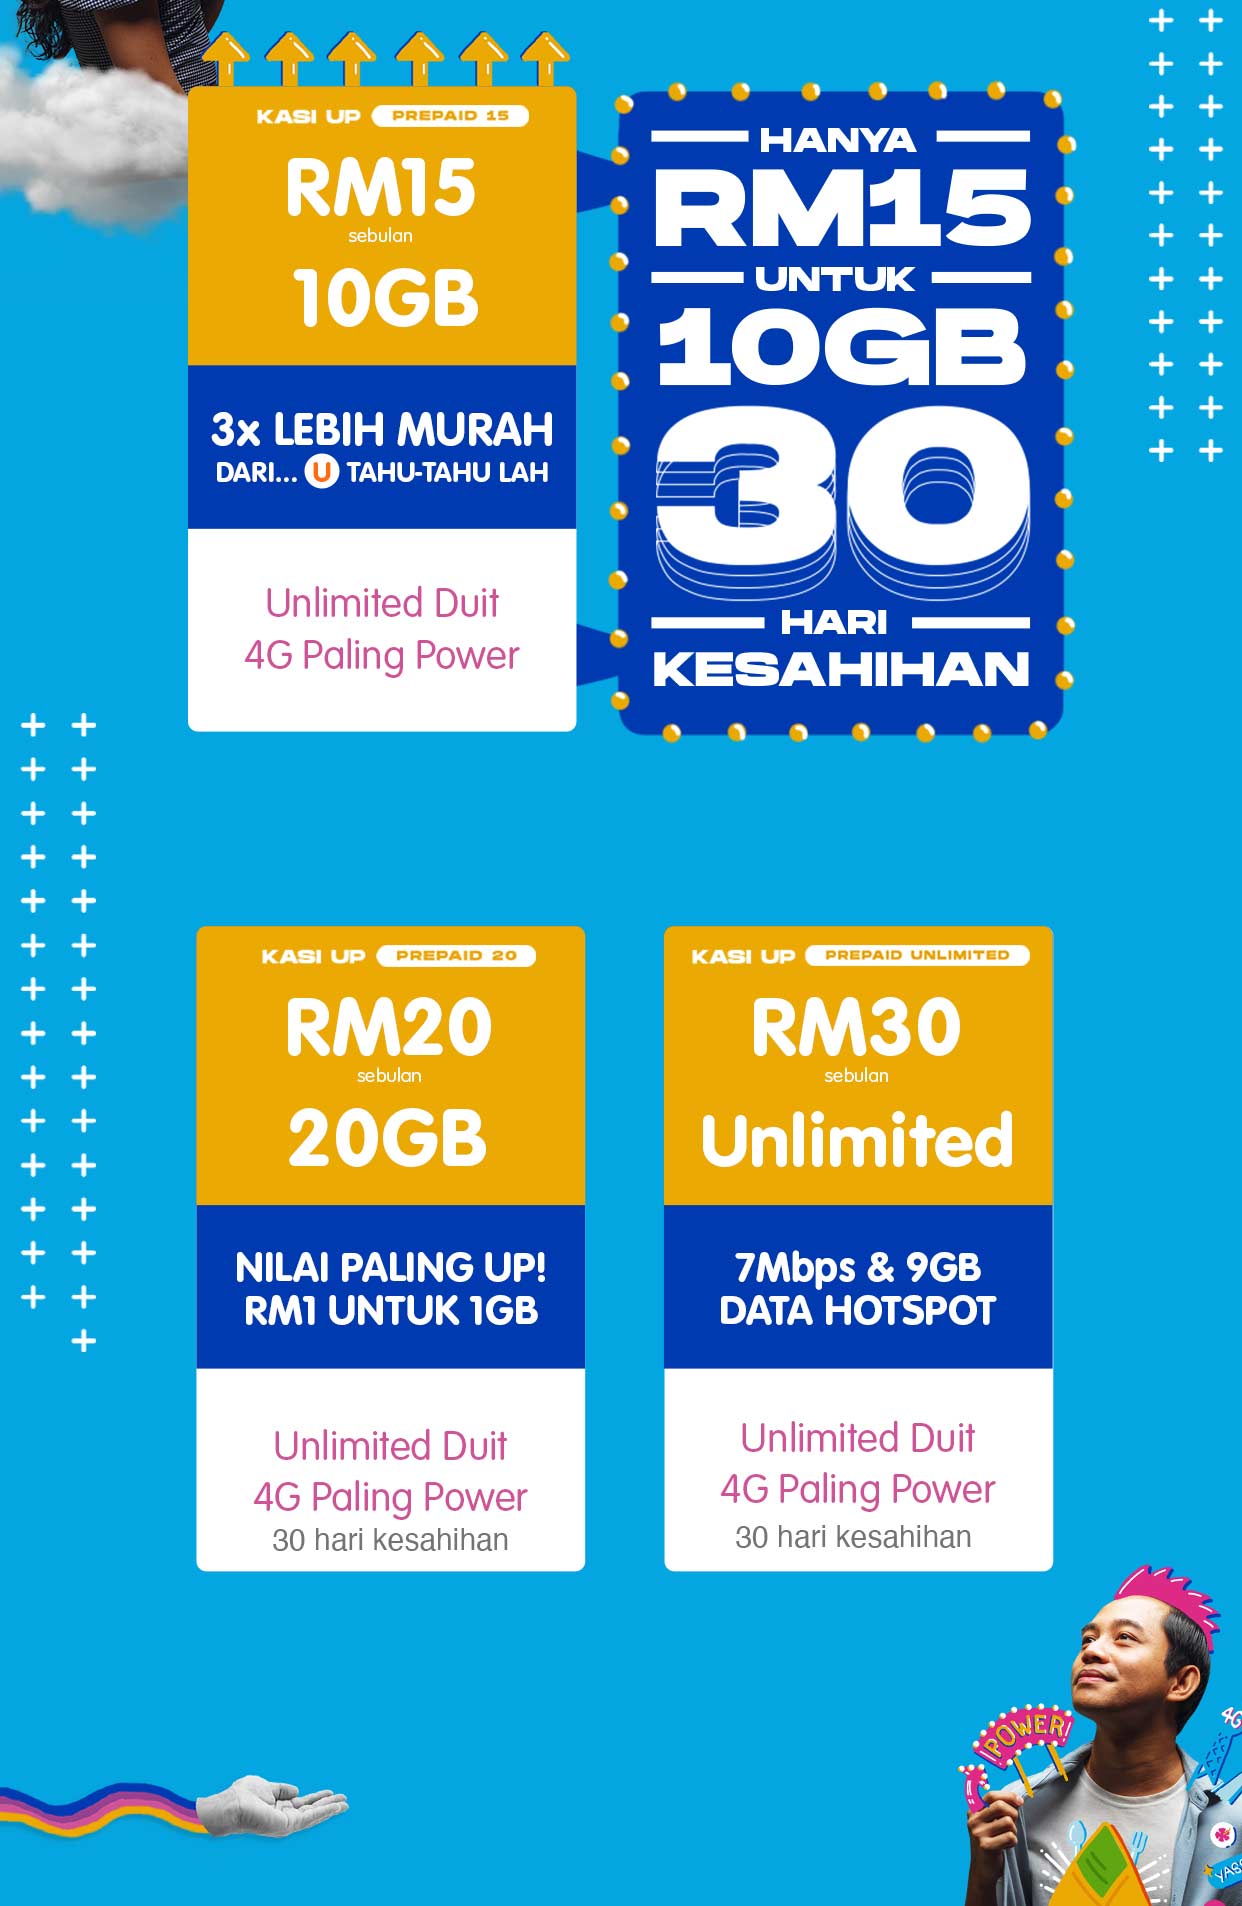 KASI UP PREPAID 15
RM15
sebulan
10GB
3x LEBIH MURAH
DARI... U TAHU-TAHU LAH
Unlimited Duit
4G Paling Power
HANYA
RM15
UNTUK
10GB
30
HARI
KESAHIHAN
KASI UP PREPAID 20
RM20
sebulan
20GB
NILAI PALING UP!
RM1 UNTUK 1GB
Unlimited Duit
4G Paling Power
30 hari kesahihan
KASI UP PREPAID UNLIMITED
RM30
sebulan
Unlimited
7Mbps & 9GB
DATA HOTSPOT
Unlimited Duit
4G Paling Power
30 hari kesahihan
POWER!
4G